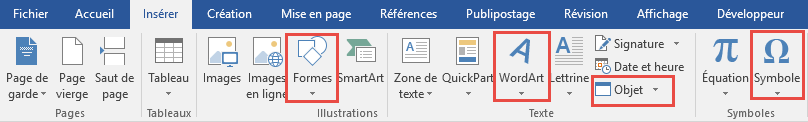 Fichier Accueil Insérer Création Mise en page Références Publipostage Révision Affichage Développeur
Page de garde
Page vierge
Saut de page
Pages
Tableau
Tableaux
Images
Images en ligne
Formes
SmartArt
Illustrations
Zone de texte
QuickPart
WordArt
Lettrine
Signature
Date et heure
Objet
Texte
π
Équation
Ω
Symbole
Symboles